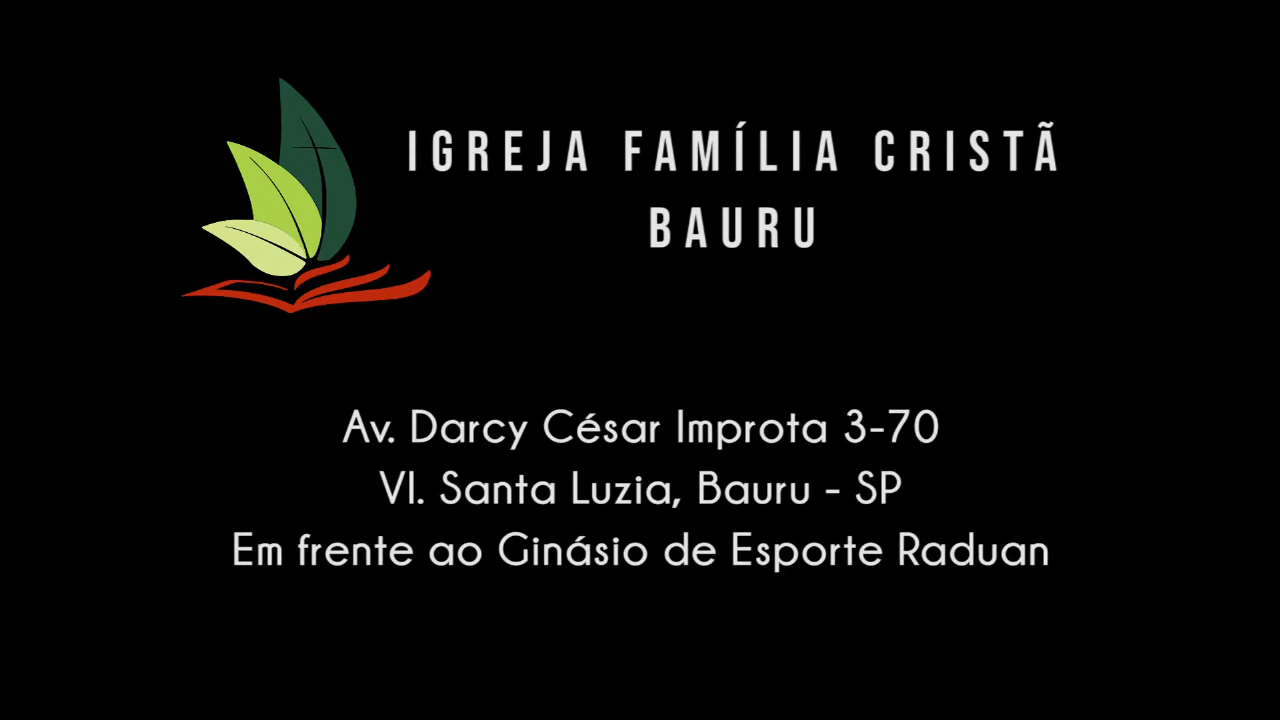 IGREJA FAMÍLIA CRISTÃ
BAURU
Av. Darcy César Improta 3-70
Vl. Santa Luzia, Bauru - SP
Em frente ao Ginásio de Esporte Raduan